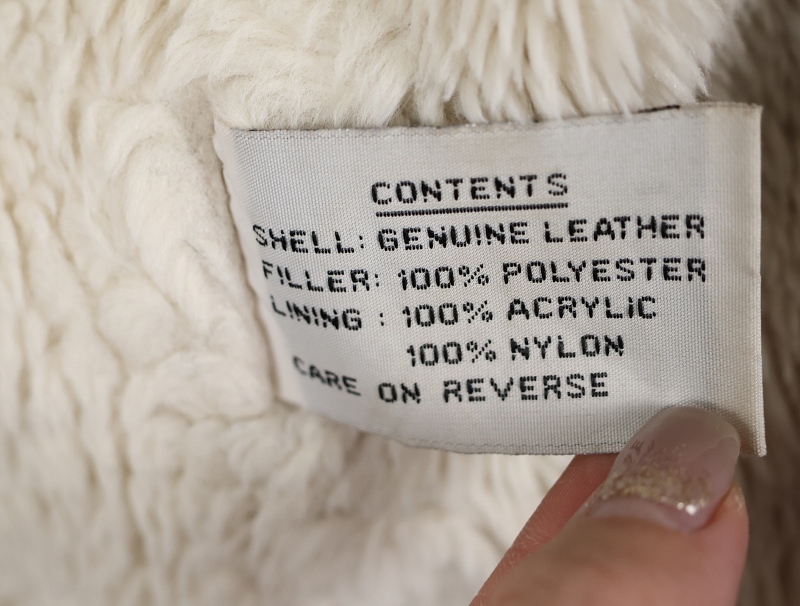 CONTENTS
SHELL: GENUINE LEATHER
FILLER: 100% POLYESTER
LINING : 100% ACRYLIC
100% NYLON
CARE ON REVERSE